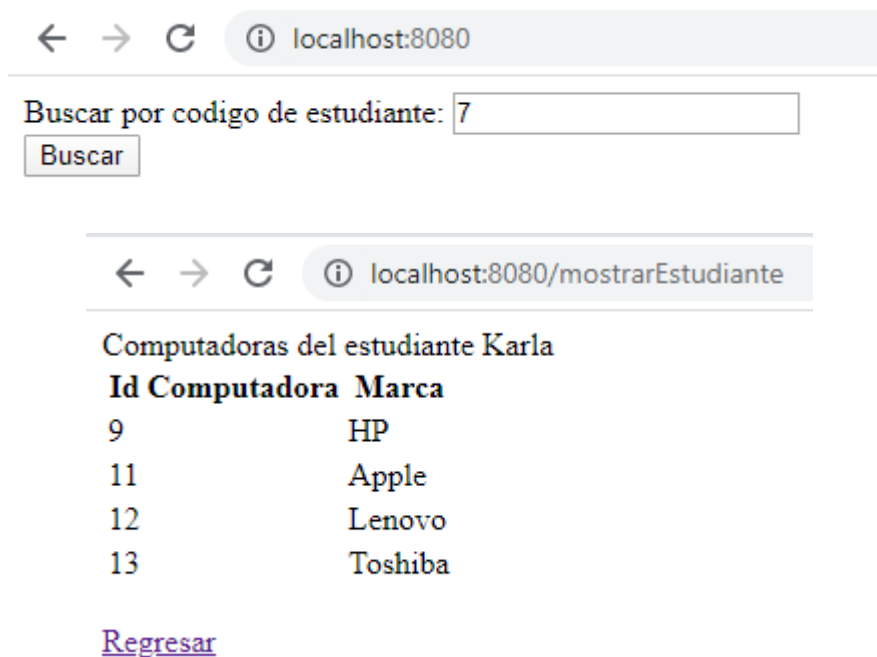 localhost:8080
Buscar por codigo de estudiante: 7
Buscar
localhost:8080/mostrarEstudiante
Computadoras del estudiante Karla
Id Computadora Marca
9 HP
11 Apple
12 Lenovo
13 Toshiba
Regresar